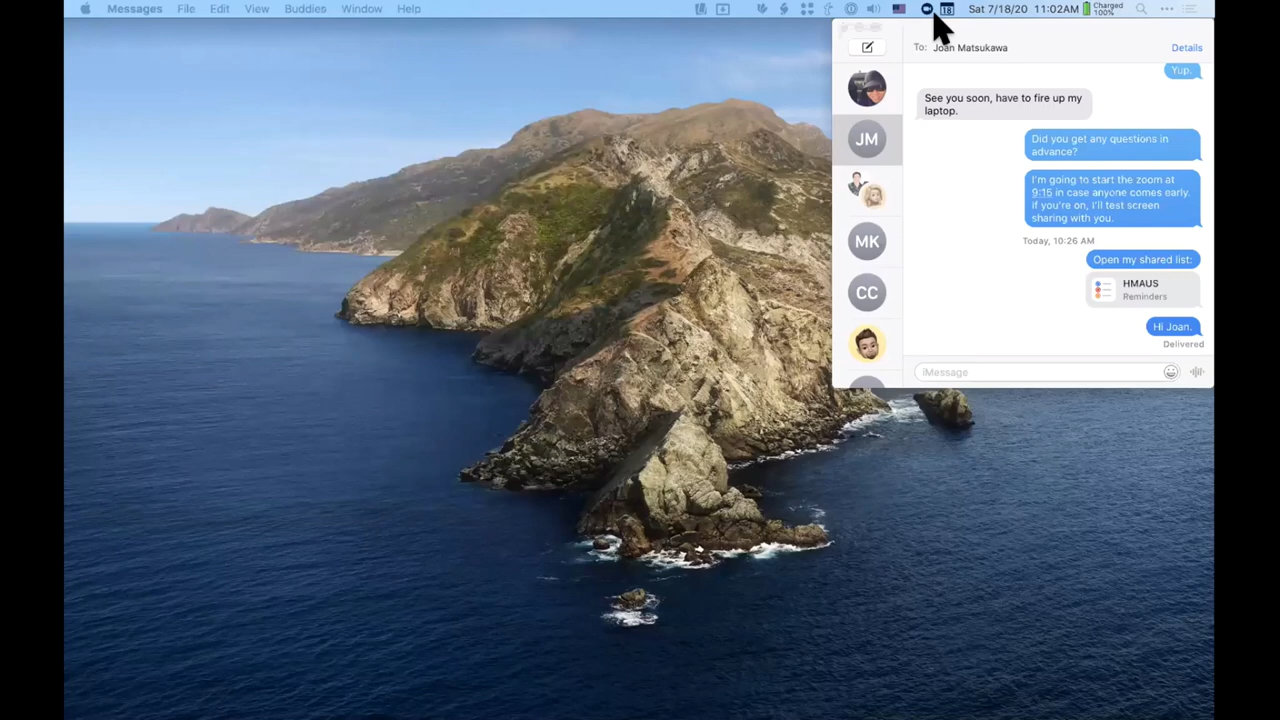 Messages File Edit View Buddies Window Help
18 Sat 7/18/20 11:02AM Charged 100%
To: Joan Matsukawa Details
Yup.
See you soon, have to fire up my
laptop.
JM
Did you get any questions in
advance?
I'm going to start the zoom at
9:15 in case anyone comes early.
if you're on, I'll test screen
sharing with you.
MK
Today, 10:26 AM
Open my shared list:
CC
HMAUS
Reminders
Hi Joan.
Delivered
iMessage